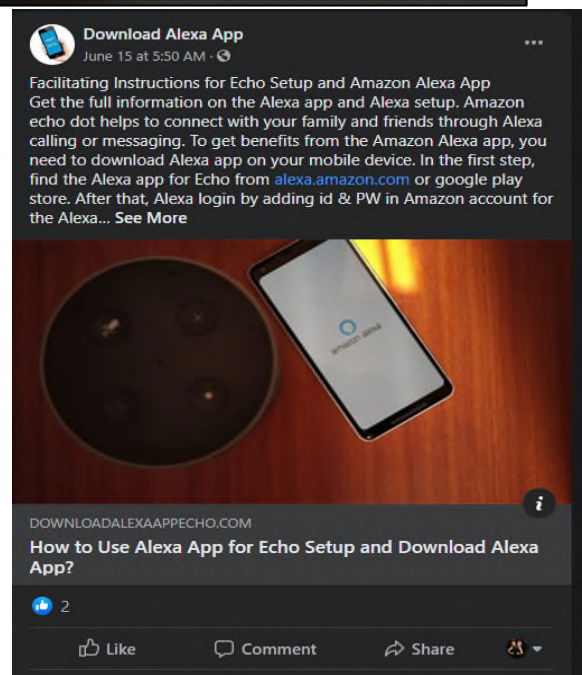 Download Alexa App
June 15 at 5:50 AM ·
Facilitating Instructions for Echo Setup and Amazon Alexa App
Get the full information on the Alexa app and Alexa setup. Amazon
echo dot helps to connect with your family and friends through Alexa
calling or messaging. To get benefits from the Amazon Alexa app, you
need to download Alexa app on your mobile device. In the first step,
find the Alexa app for Echo from alexa.amazon.com or google play
store. After that, Alexa login by adding id & PW in Amazon account for
the Alexa... See More
amazon alexa
DOWNLOADALEXAAPPECHO.COM
How to Use Alexa App for Echo Setup and Download Alexa
App?
2
Like Comment Share